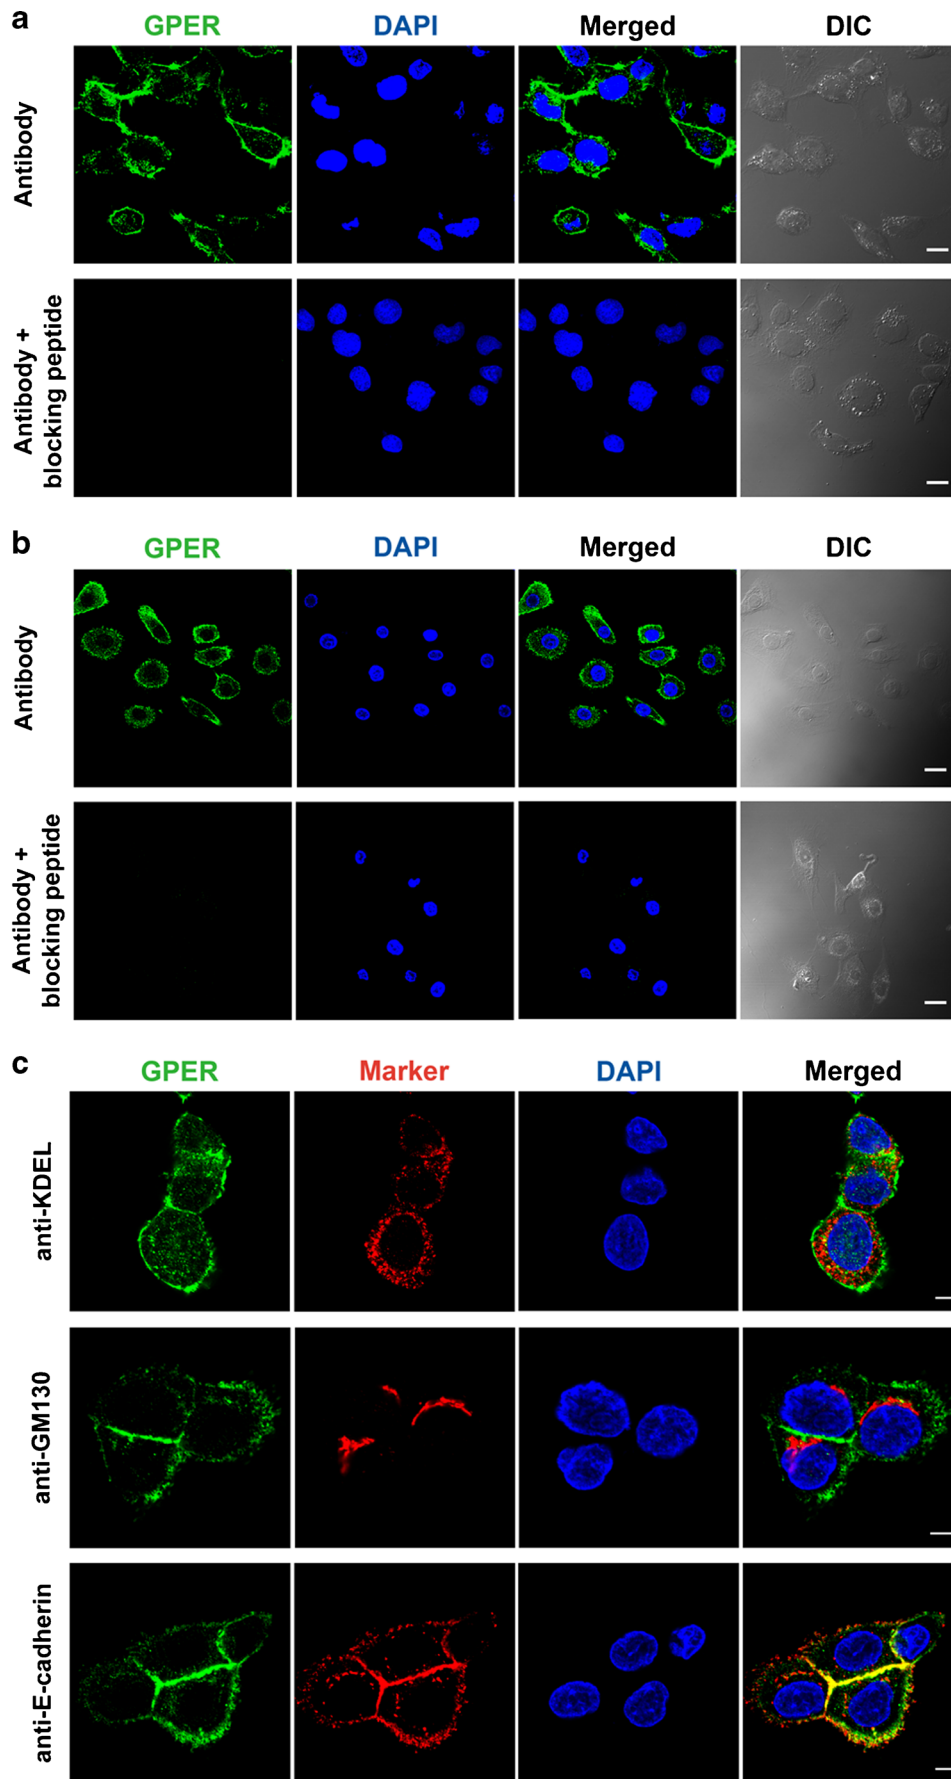 a
GPER DAPI Merged DIC
Antibody
Antibody +
blocking peptide
b
GPER DAPI Merged DIC
Antibody
Antibody +
blocking peptide
c
GPER Marker DAPI Merged
anti-KDEL
anti-GM130
anti-E-cadherin